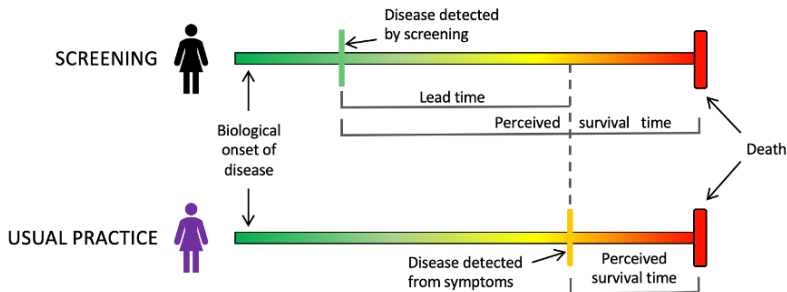 Disease detected
by screening
SCREENING
Lead time
Perceived survival time
Biological
onset of
disease
Death
USUAL PRACTICE
Disease detected
from symptoms
Perceived
survival time